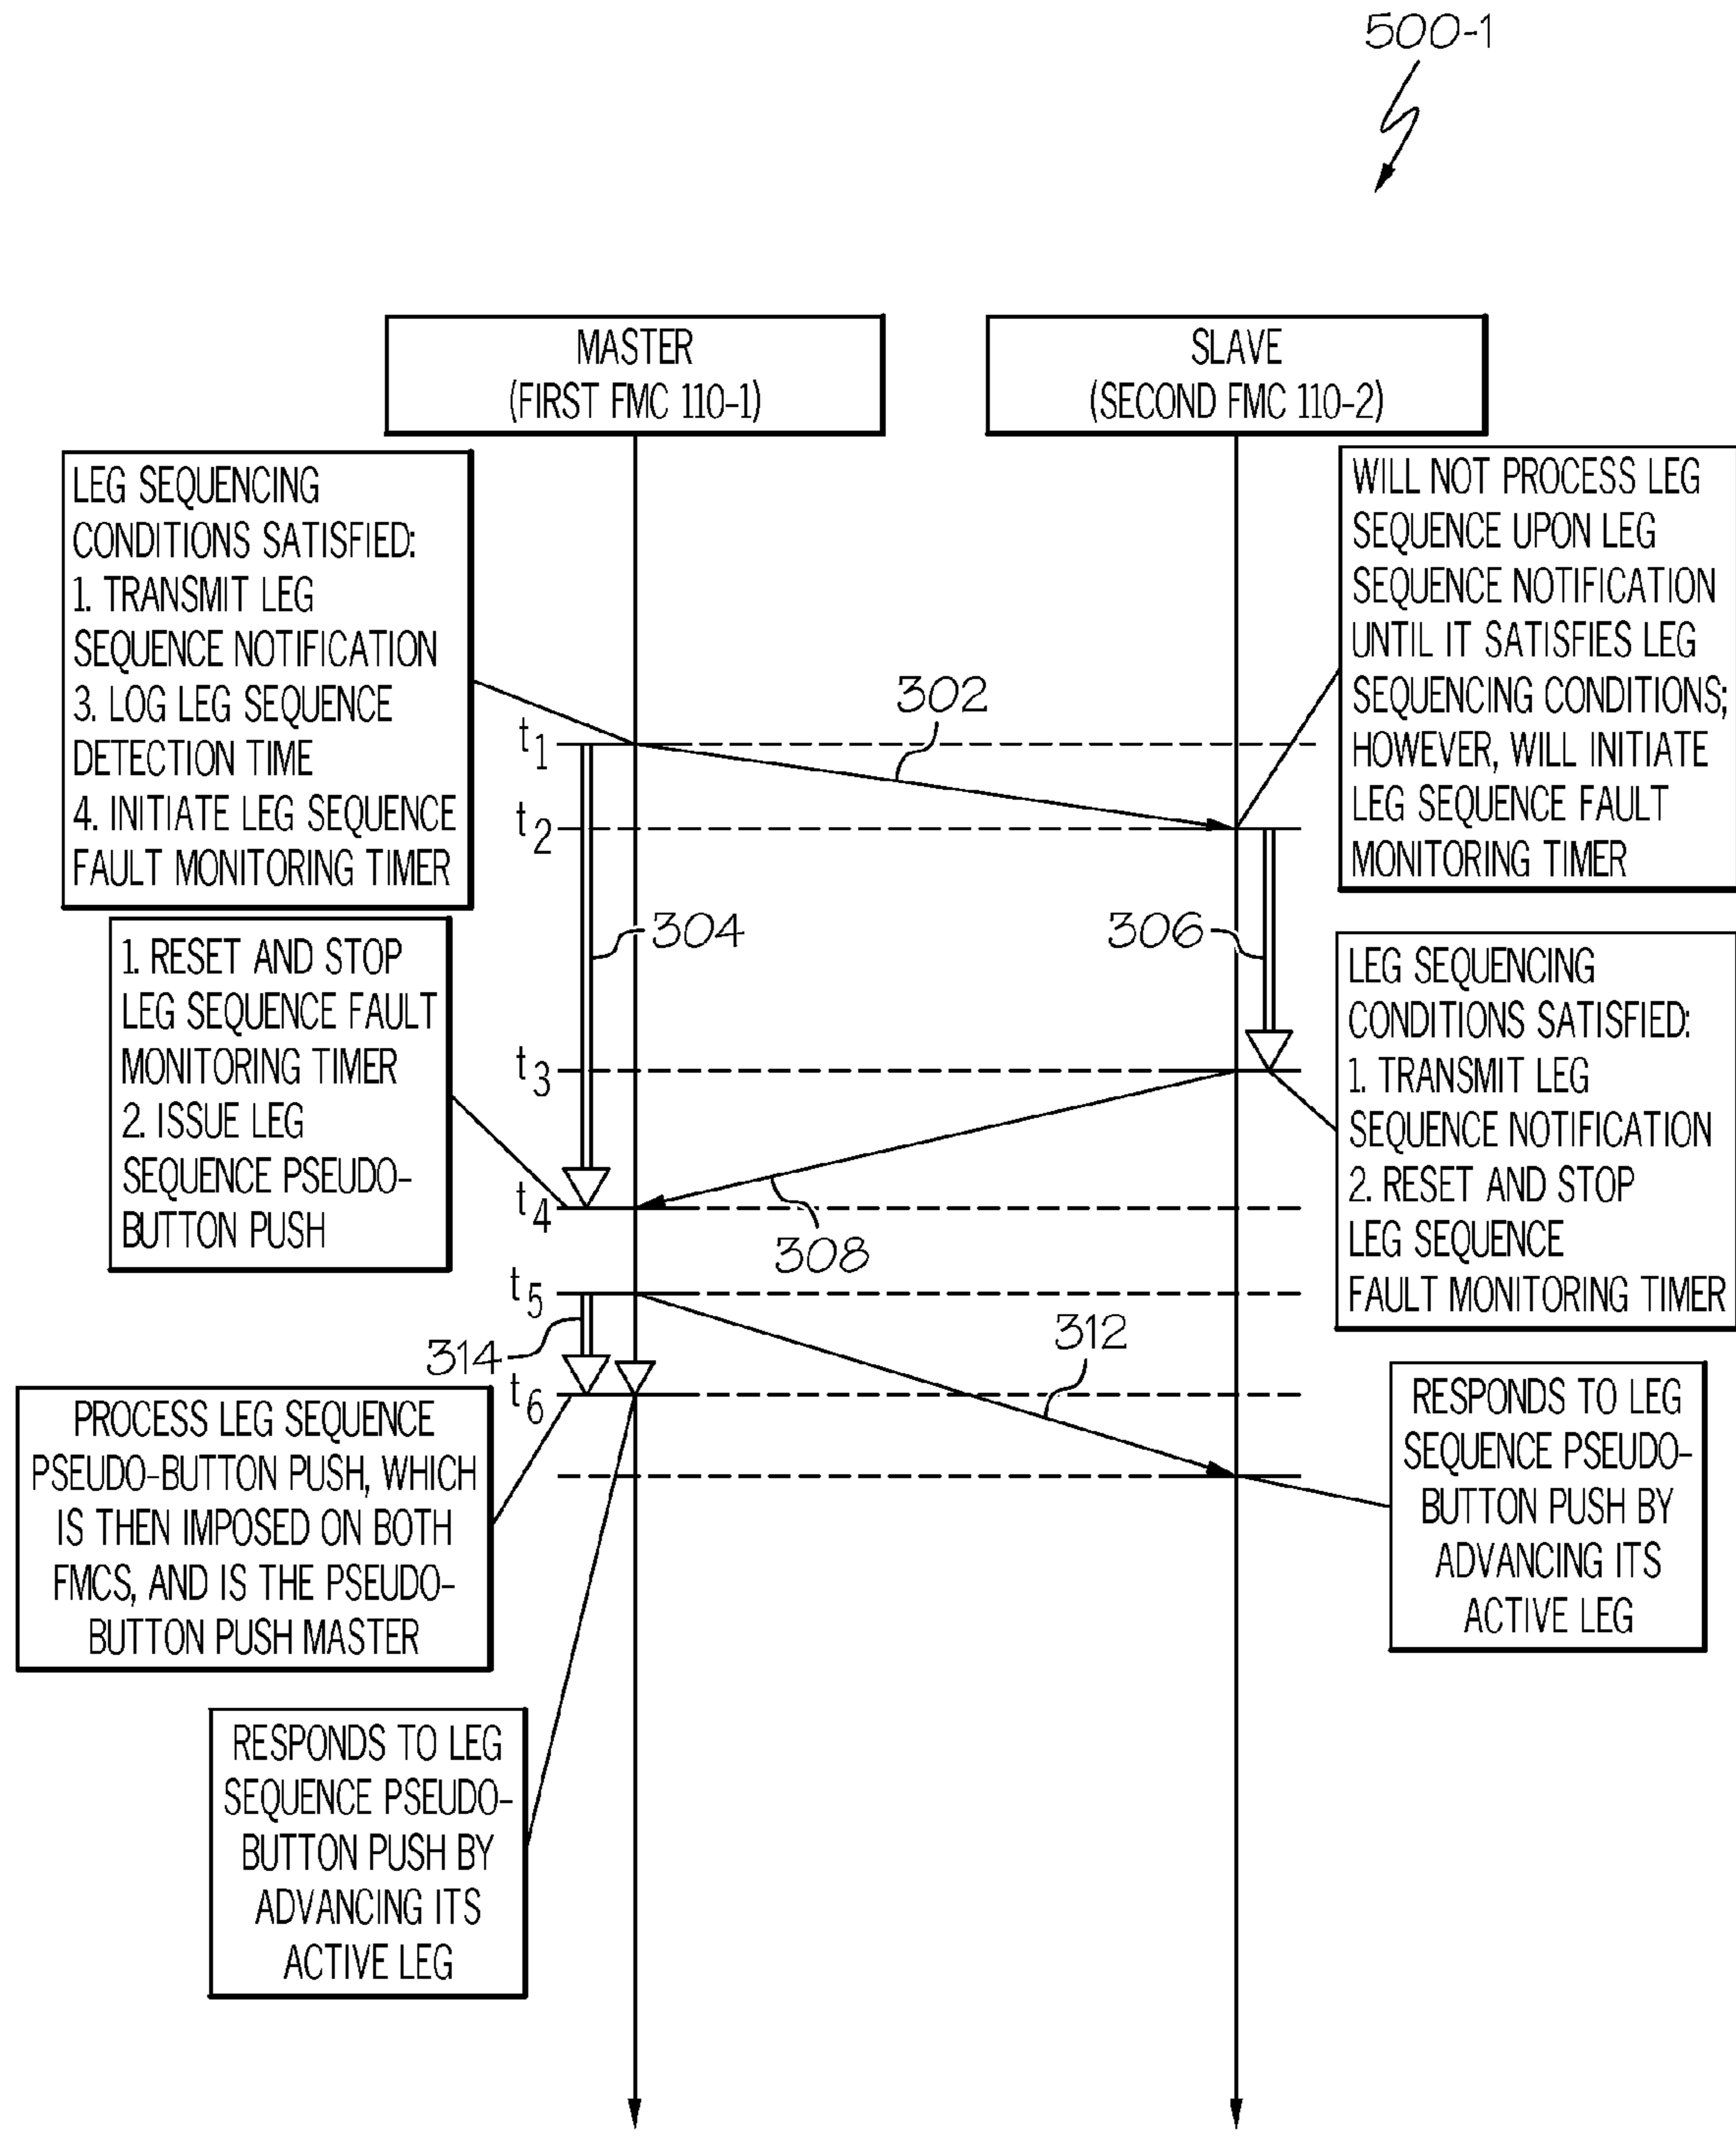 500-1
MASTER
(FIRST FMC 110-1)
SLAVE
(SECOND FMC 110-2)
LEG SEQUENCING
CONDITIONS SATISFIED:
1. TRANSMIT LEG
SEQUENCE NOTIFICATION
3. LOG LEG SEQUENCE
DETECTION TIME
4. INITIATE LEG SEQUENCE
FAULT MONITORING TIMER
WILL NOT PROCESS LEG
SEQUENCE UPON LEG
SEQUENCE NOTIFICATION
UNTIL IT SATISFIES LEG
SEQUENCING CONDITIONS;
HOWEVER, WILL INITIATE
LEG SEQUENCE FAULT
MONITORING TIMER
302
t1
t2
304
306
1. RESET AND STOP
LEG SEQUENCE FAULT
MONITORING TIMER
2. ISSUE LEG
SEQUENCE PSEUDO-
BUTTON PUSH
LEG SEQUENCING
CONDITIONS SATISFIED:
1. TRANSMIT LEG
SEQUENCE NOTIFICATION
2. RESET AND STOP
LEG SEQUENCE
FAULT MONITORING TIMER
t3
t4
308
t5
314
312
t6
PROCESS LEG SEQUENCE
PSEUDO-BUTTON PUSH, WHICH
IS THEN IMPOSED ON BOTH
FMCS, AND IS THE PSEUDO-
BUTTON PUSH MASTER
RESPONDS TO LEG
SEQUENCE PSEUDO-
BUTTON PUSH BY
ADVANCING ITS
ACTIVE LEG
RESPONDS TO LEG
SEQUENCE PSEUDO-
BUTTON PUSH BY
ADVANCING ITS
ACTIVE LEG